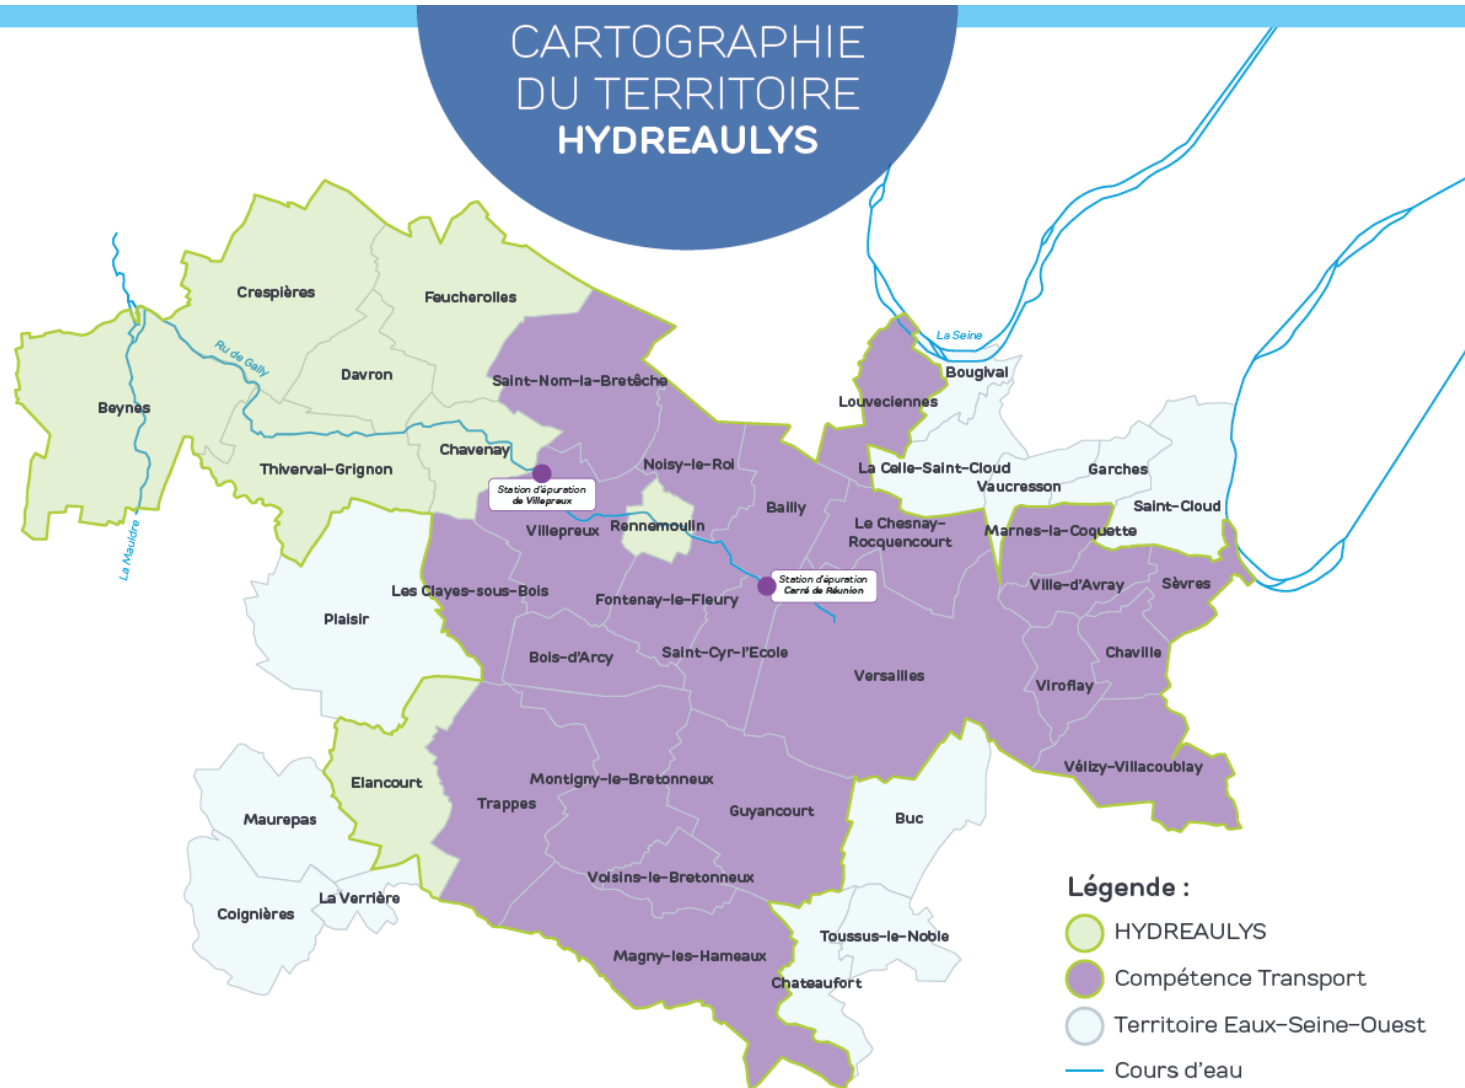 CARTOGRAPHIE
DU TERRITOIRE
HYDREAULYS
Crespières
Feucherolles
La Seine
Ru de Gally
Davron
Bougival
Saint-Nom-la-Bretêche
Louveciennes
Beynes
Chavenay
Noisy-le-Roi
La Celle-Saint-Cloud
Garches
Thiverval-Grignon
Vaucresson
Station d'épuration
de Villepreux
Bailly
Saint-Cloud
Villepreux
Rennemoulin
Le Chesnay-
Rocquencourt
Marnes-la-Coquette
La Mauldre
Station d'épuration
Carré de Réunion
Ville-d'Avray
Sèvres
Les Clayes-sous-Bois
Fontenay-le-Fleury
Plaisir
Bois-d'Arcy
Saint-Cyr-l'Ecole
Chaville
Versailles
Viroflay
Vélizy-Villacoublay
Elancourt
Montigny-le-Bretonneux
Trappes
Guyancourt
Maurepas
Buc
Voisins-le-Bretonneux
La Verrière
Coignières
Toussus-le-Noble
Magny-les-Hameaux
Chateaufort
Légende :
HYDREAULYS
Compétence Transport
Territoire Eaux-Seine-Ouest
Cours d'eau